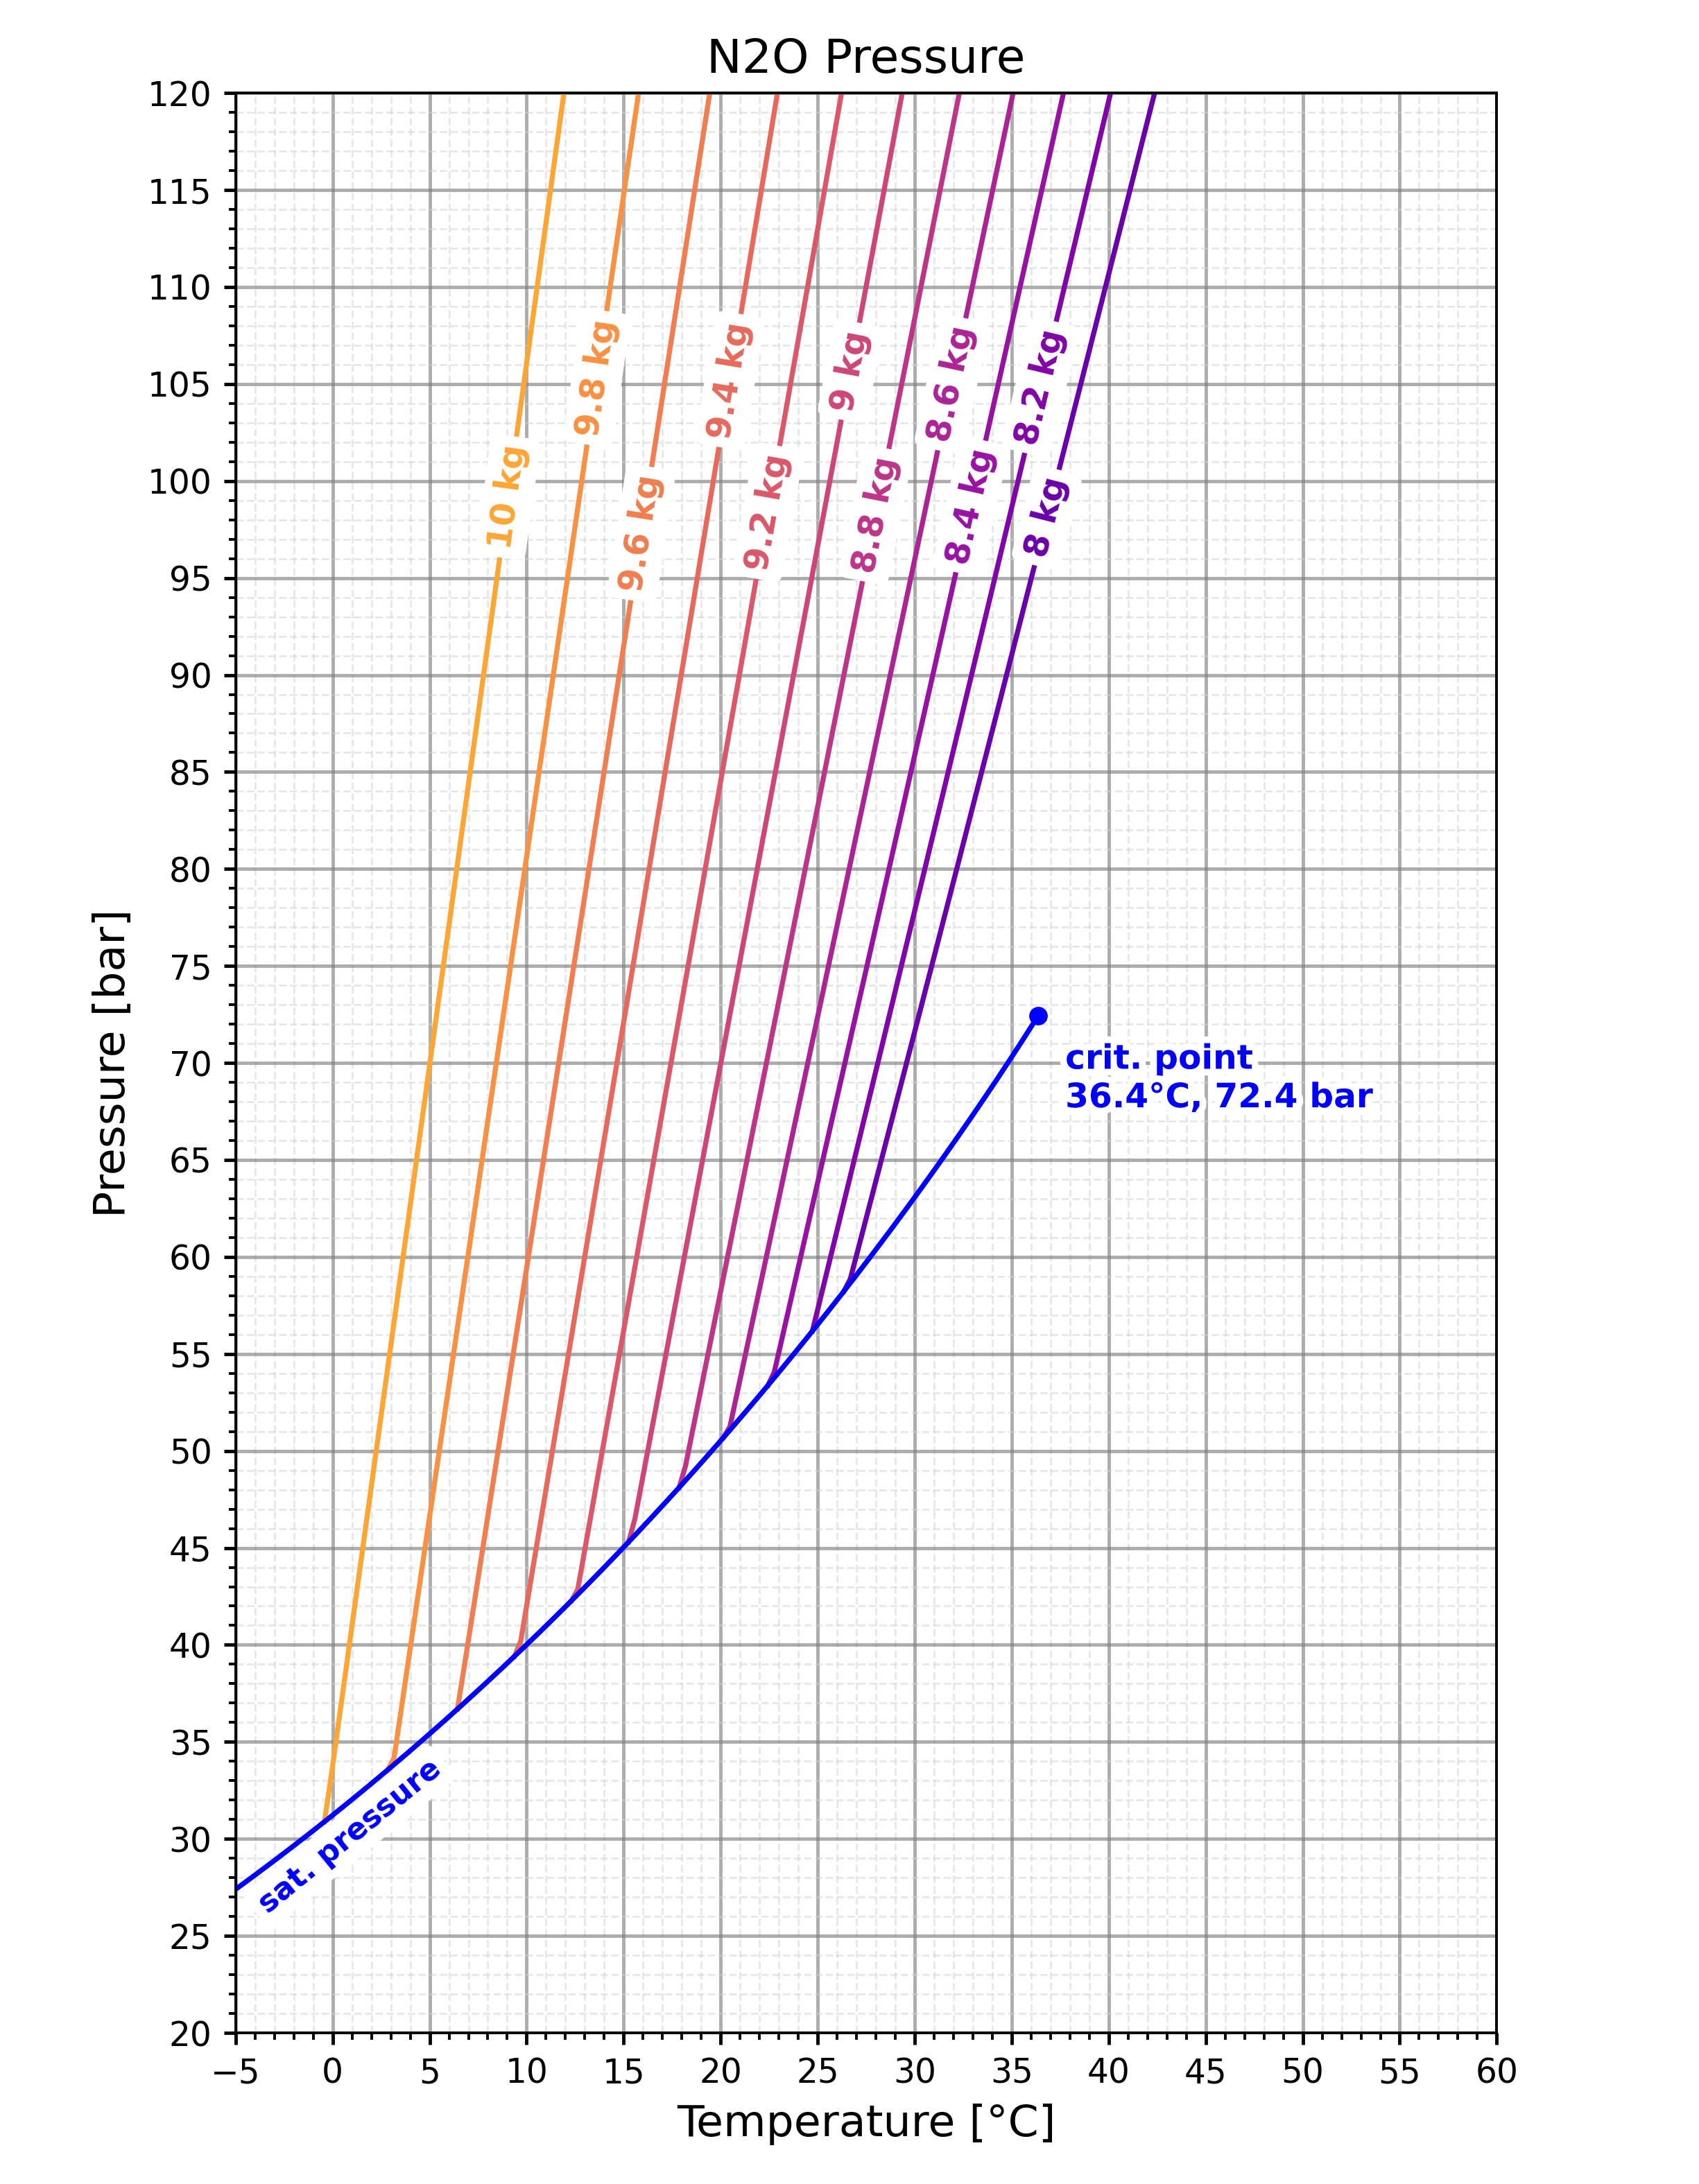 N2O Pressure
120
115
110
105
100
95
90
85
80
75
70
65
60
55
50
45
40
35
30
25
20
Pressure [bar]
10 kg
9.8 kg
9.6 kg
9.4 kg
9.2 kg
9 kg
8.8 kg
8.6 kg
8.4 kg
8.2 kg
8 kg
crit. point
36.4°C, 72.4 bar
sat. pressure
−5 0 5 10 15 20 25 30 35 40 45 50 55 60
Temperature [°C]